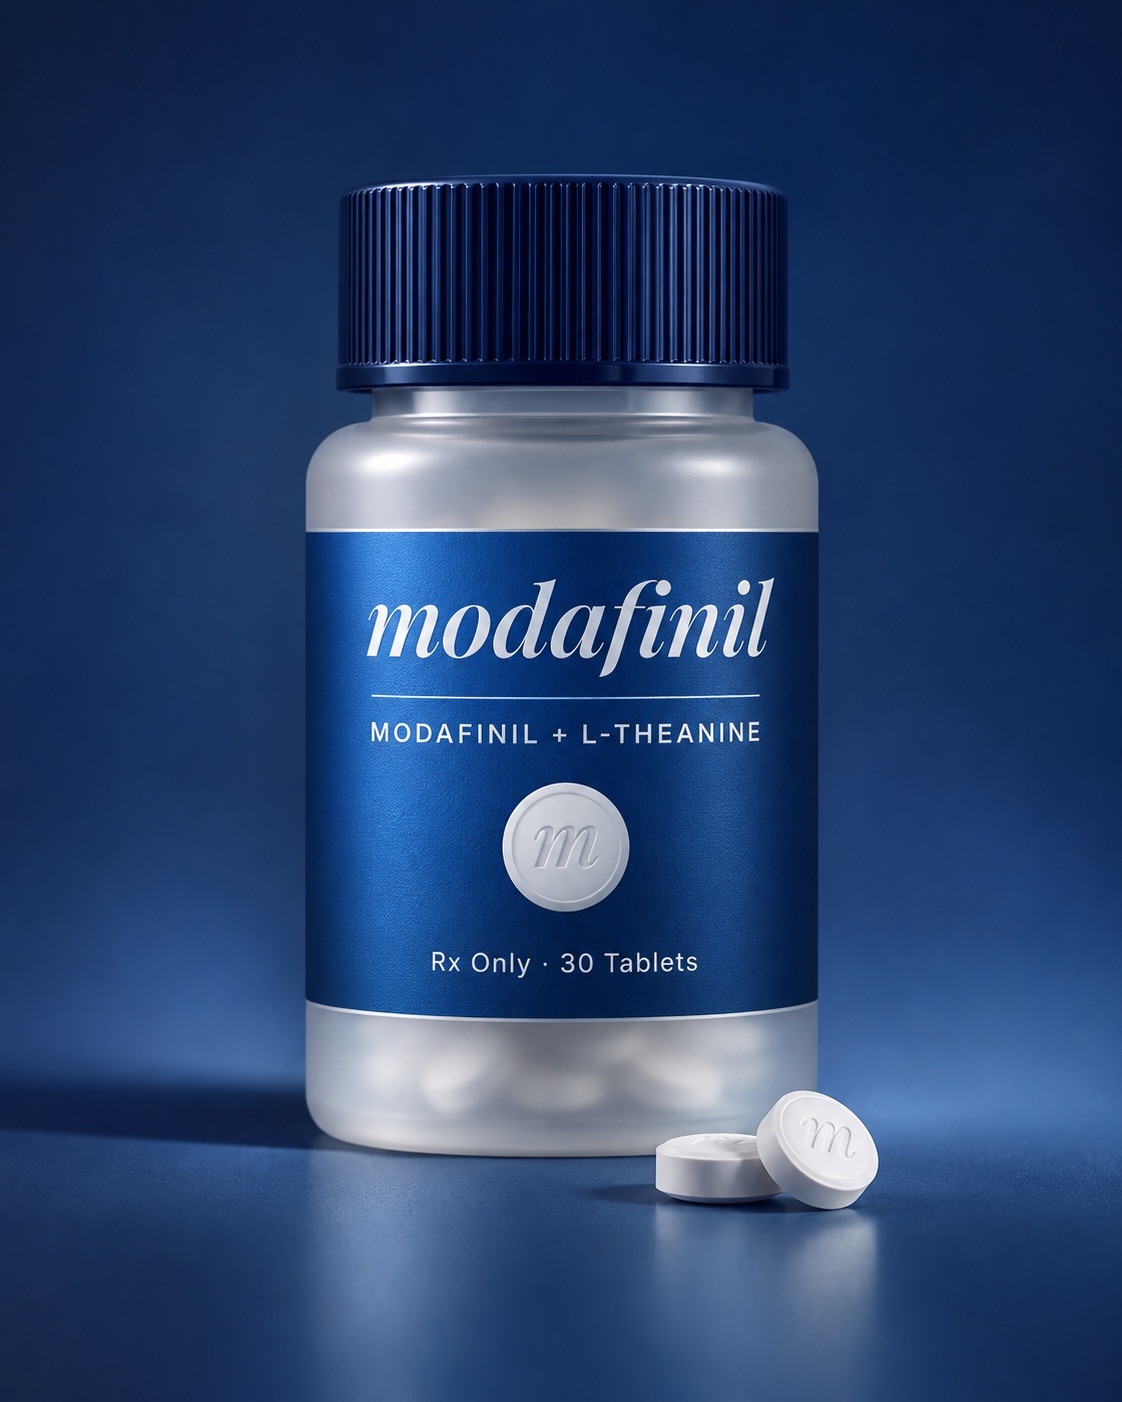 modafinil
MODAFINIL + L-THEANINE
m
Rx Only · 30 Tablets
m
m